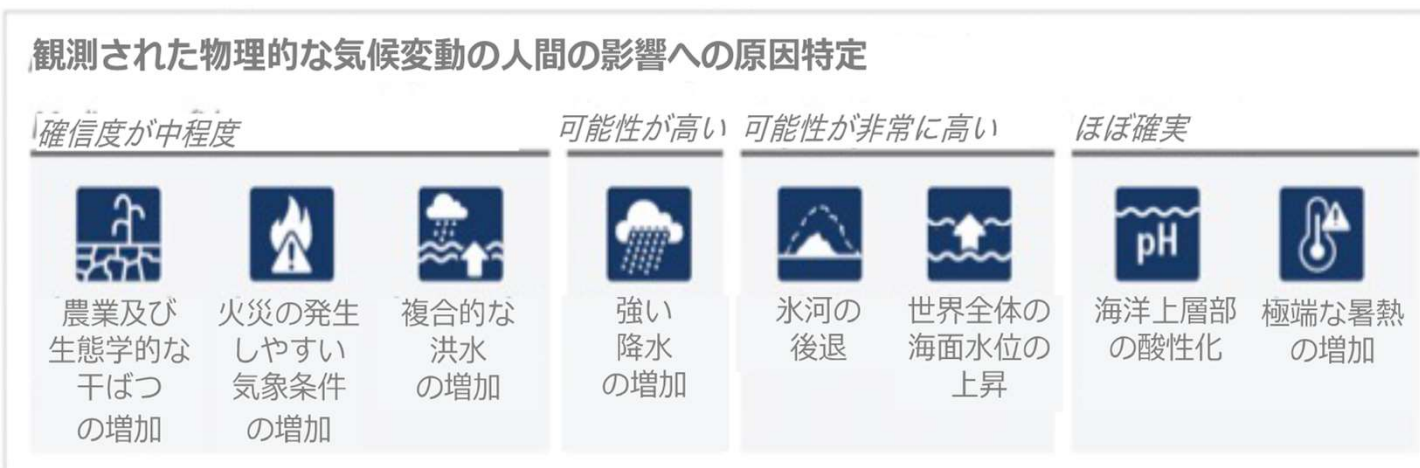 観測された物理的な気候変動の人間の影響への原因特定
確信度が中程度
可能性が高い
可能性が非常に高い
ほぼ確実
農業及び
生態学的な
干ばつ
の増加
火災の発生
しやすい
気象条件
の増加
複合的な
洪水
の増加
強い
降水
の増加
氷河の
後退
世界全体の
海面水位の
上昇
pH
海洋上層部
の酸性化
極端な暑熱
の増加